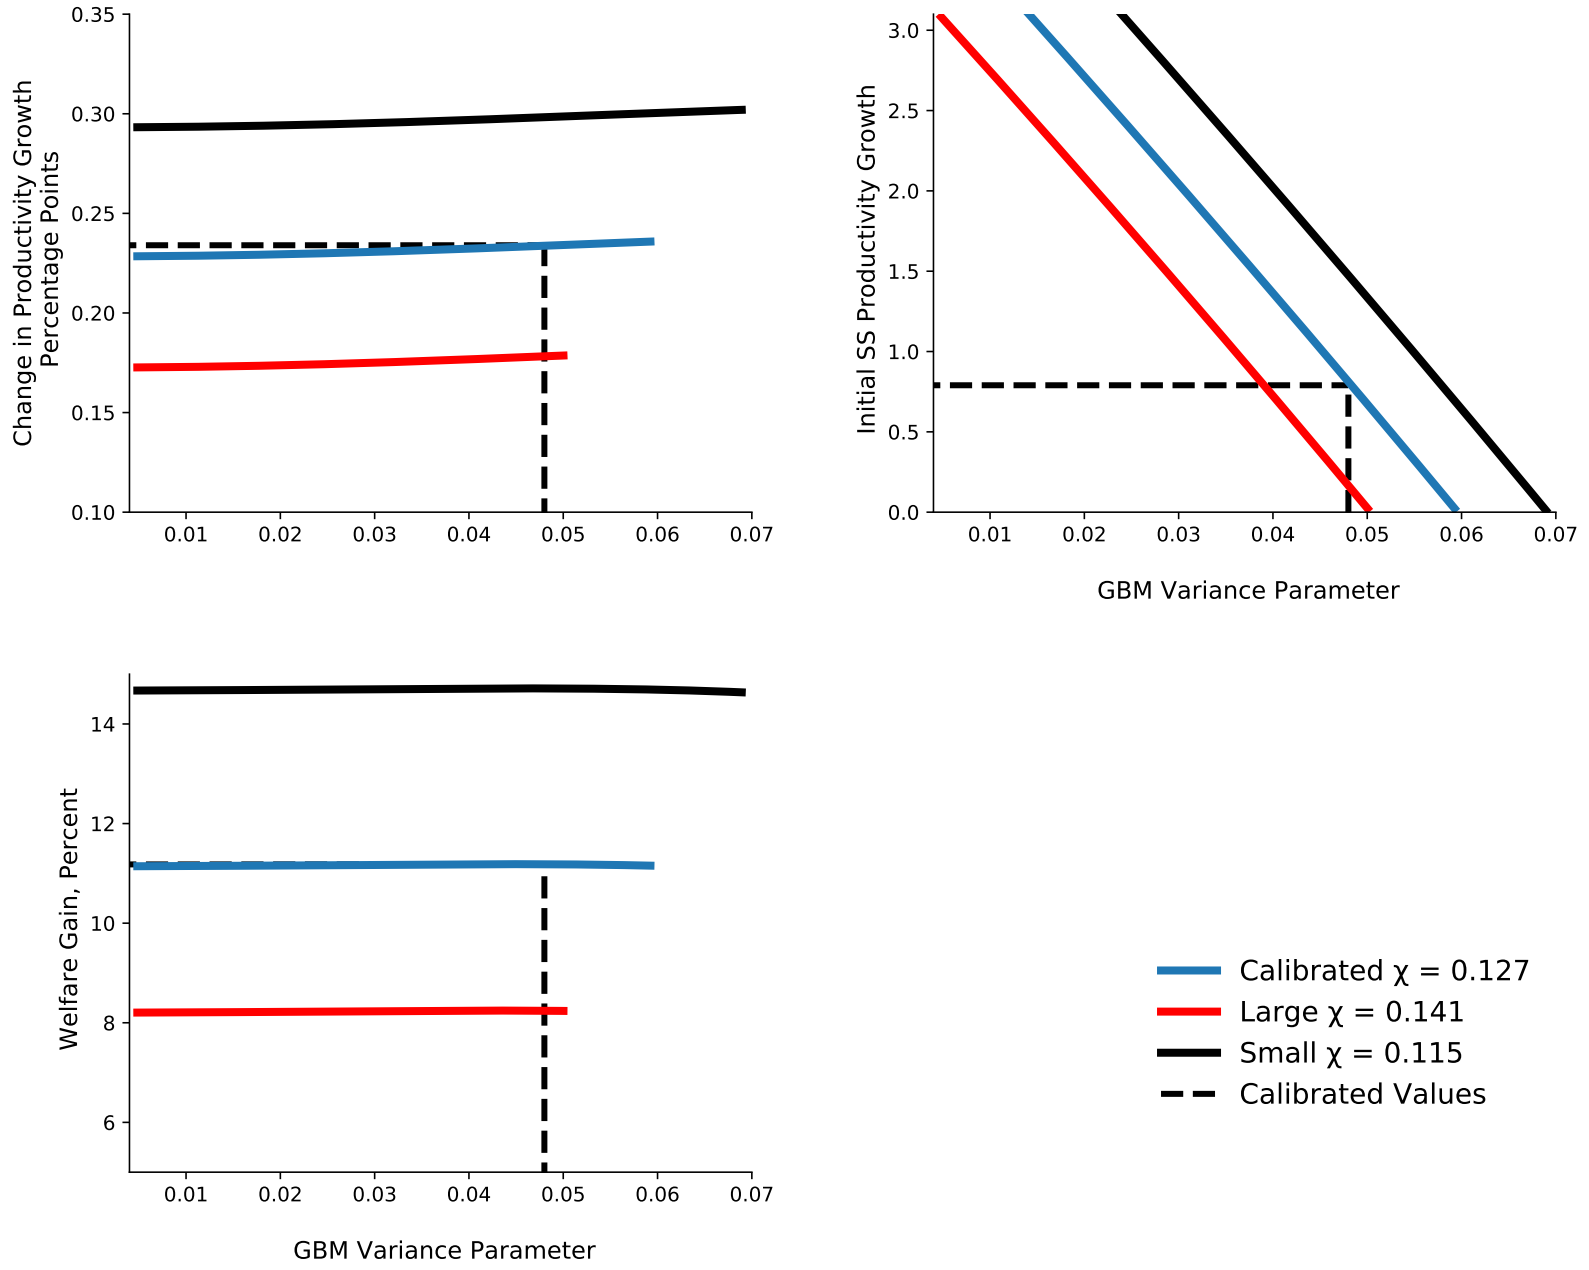 Change in Productivity Growth
Percentage Points
0.35
0.30
0.25
0.20
0.15
0.10
0.01 0.02 0.03 0.04 0.05 0.06 0.07
Initial SS Productivity Growth
3.0
2.5
2.0
1.5
1.0
0.5
0.0
0.01 0.02 0.03 0.04 0.05 0.06 0.07
GBM Variance Parameter
Welfare Gain, Percent
14
12
10
8
6
0.01 0.02 0.03 0.04 0.05 0.06 0.07
GBM Variance Parameter
Calibrated χ = 0.127
Large χ = 0.141
Small χ = 0.115
Calibrated Values